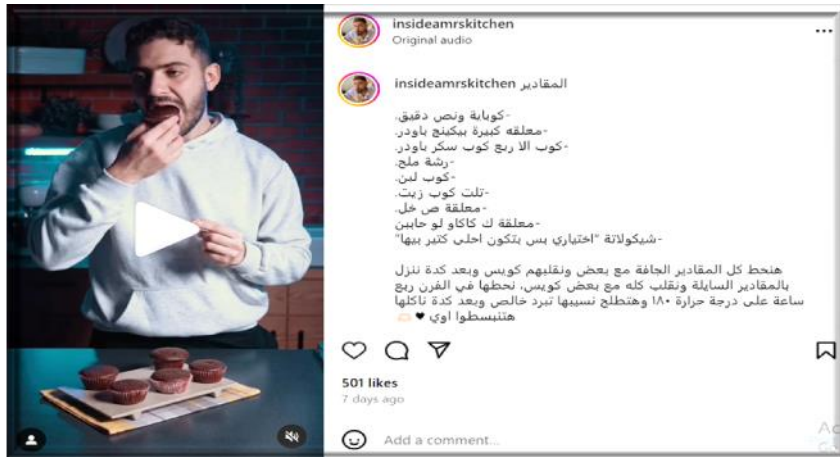 insideamrskitchen
Original audio
insideamrskitchen المقادير
-كوباية ونص دقيق.
-معلقه كبيرة بيكينج باودر.
-كوب الا ربع كوب سكر باودر.
-رشة ملح.
-كوب لبن.
-تلت كوب زيت.
-معلقة ص خل.
-معلقة ك كاكاو لو حابين
-شيكولاتة "اختياري بس بتكون احلى كتير بيها"
هنحط كل المقادير الجافة مع بعض ونقلبهم كويس وبعد كدة ننزل
بالمقادير السايلة ونقلب كله مع بعض كويس، نحطها في الفرن ربع
ساعة على درجة حرارة ١٨٠ وهتطلع نسيبها تبرد خالص وبعد كدة ناكلها
هتنبسطوا اوي 🖤🫶🏻
501 likes
7 days ago
Add a comment...